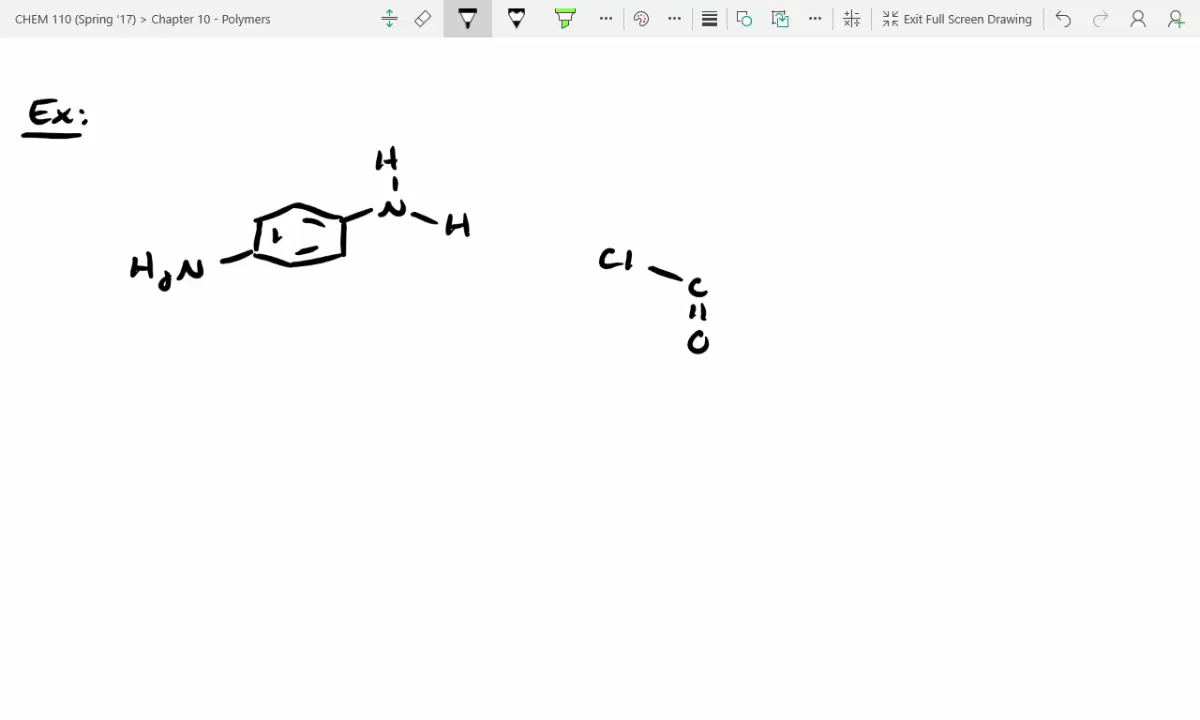 CHEM 110 (Spring '17) > Chapter 10 - Polymers
Exit Full Screen Drawing
Ex:
H
N
H
H₂N
Cl
C
O